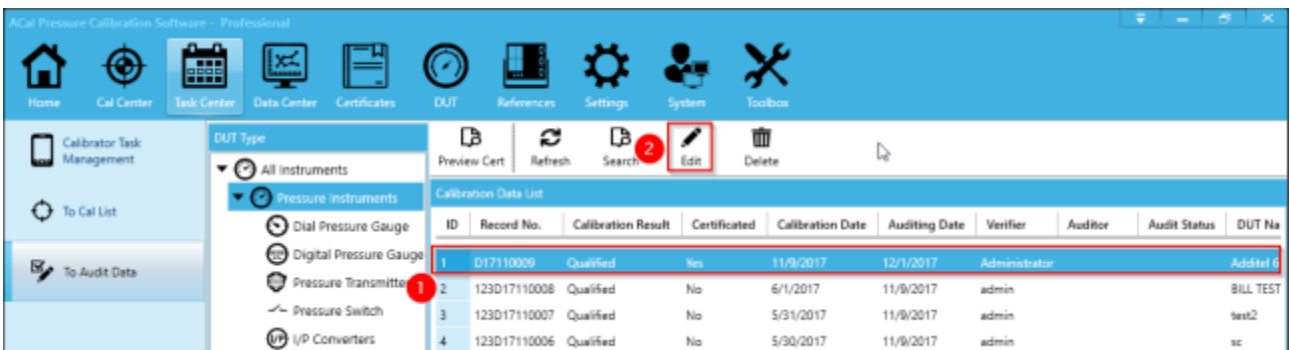 ACal Pressure Calibration Software - Professional
Home Cal Center Task Center Data Center Certificates DUT References Settings System Toolbox
Calibrator Task Management
To Cal List
To Audit Data
DUT Type
All Instruments
Pressure Instruments
Dial Pressure Gauge
Digital Pressure Gauge
Pressure Transmitte
Pressure Switch
I/P Converters
Preview Cert Refresh Search 2 Edit Delete
Calibration Data List
ID Record No. Calibration Result Certificated Calibration Date Auditing Date Verifier Auditor Audit Status DUT Na
1 D17110009 Qualified Yes 11/9/2017 12/1/2017 Administrator Additel 6
1
2 123D17110008 Qualified No 6/1/2017 11/9/2017 admin BILL TEST
3 123D17110007 Qualified No 5/31/2017 11/9/2017 admin test2
4 123D17110006 Qualified No 5/30/2017 11/9/2017 admin sc